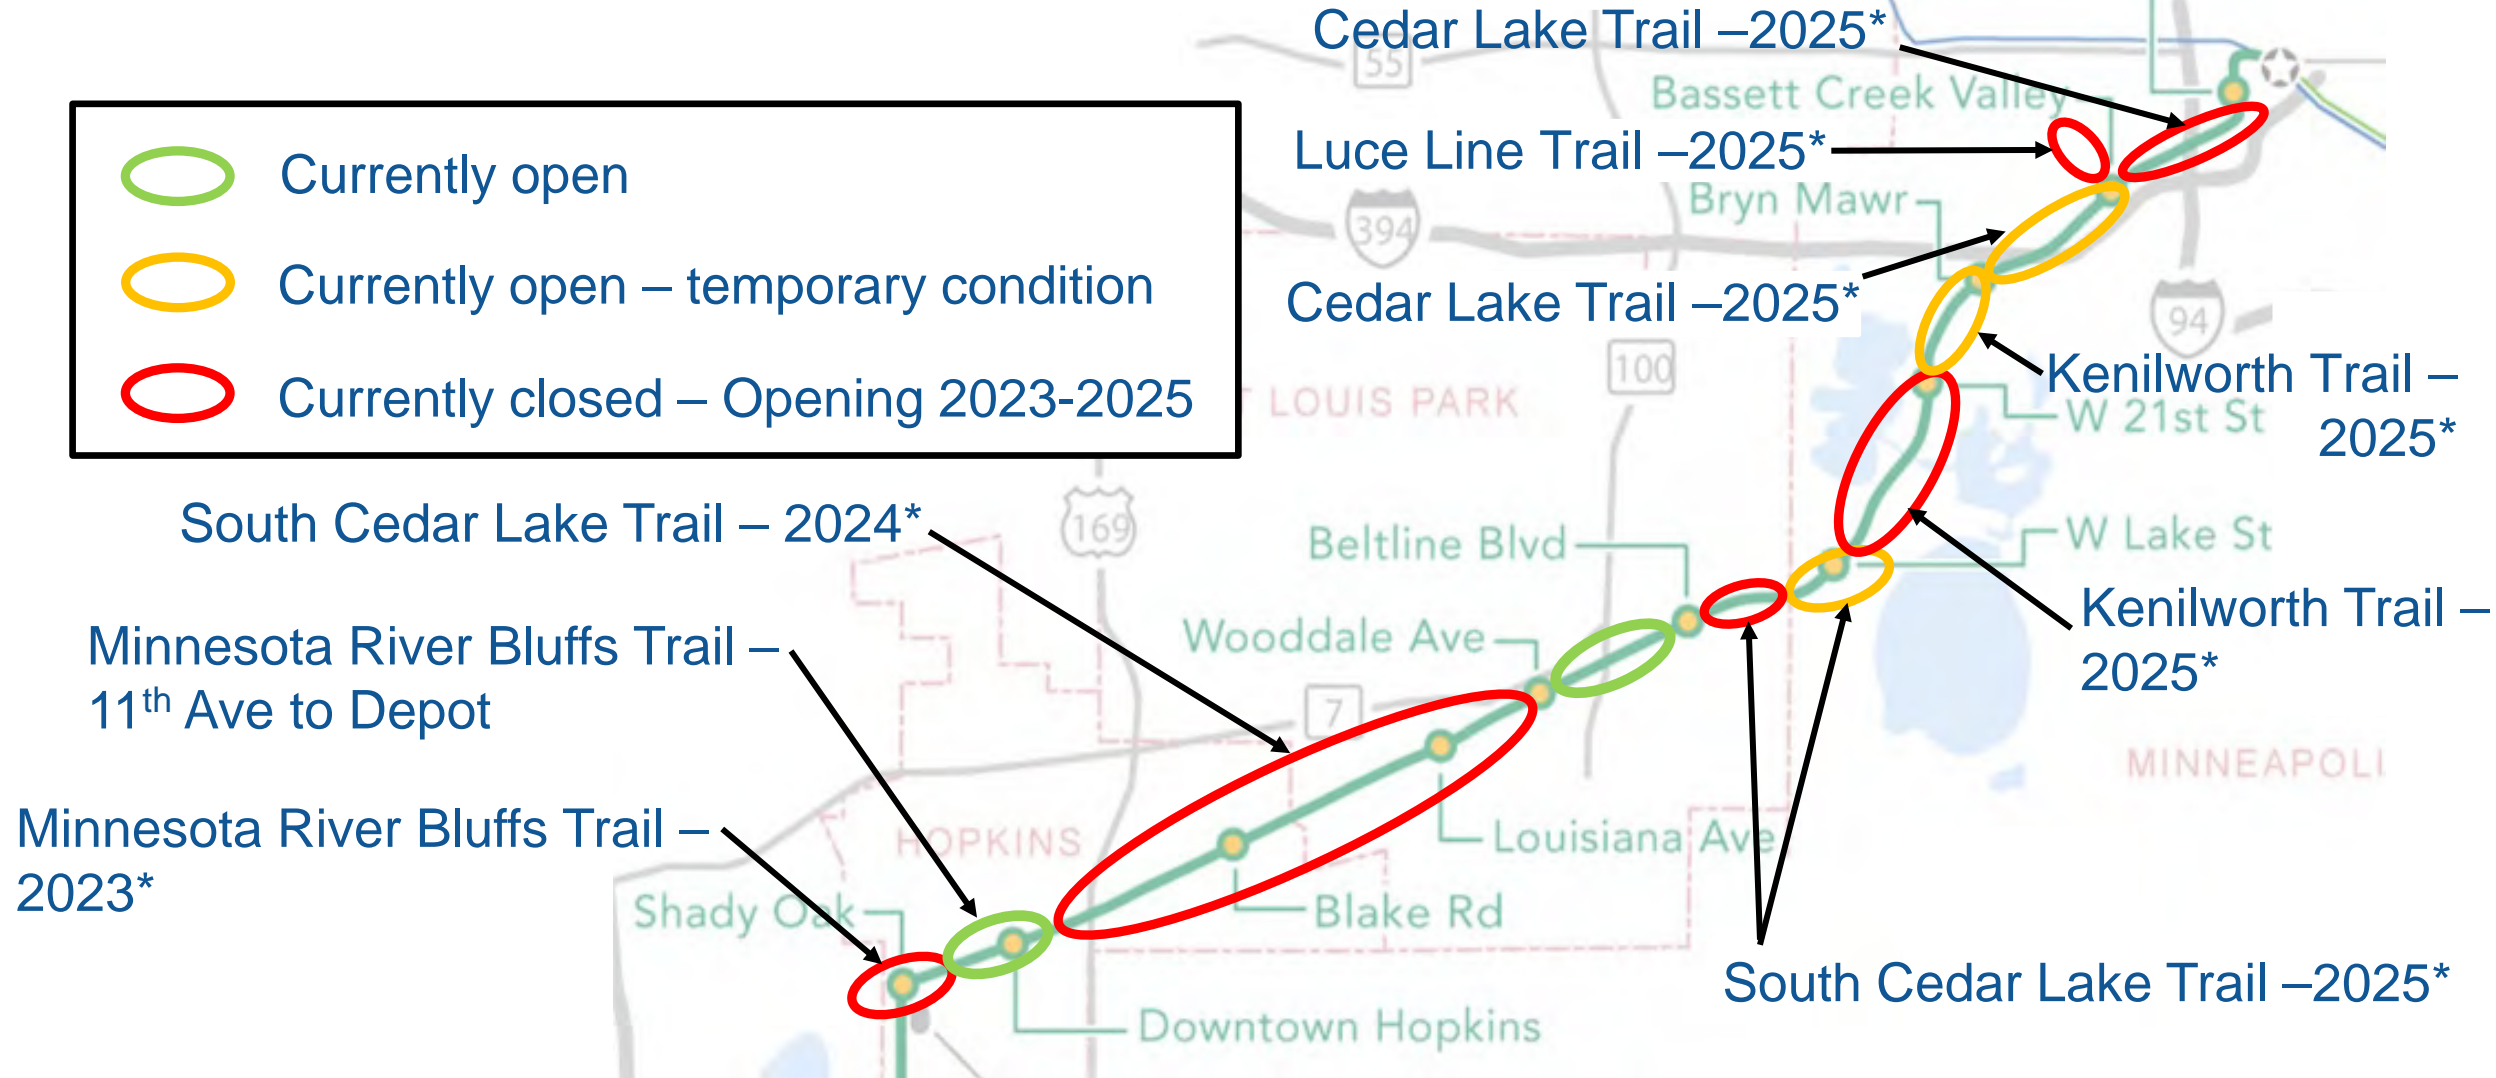 Cedar Lake Trail –2025*
55
Bassett Creek Valley
Luce Line Trail –2025*
Currently open
Bryn Mawr
394
Currently open – temporary condition
Cedar Lake Trail –2025*
94
Kenilworth Trail –
2025*
100
LOUIS PARK
W 21st St
Currently closed – Opening 2023-2025
South Cedar Lake Trail – 2024*
169
Beltline Blvd
W Lake St
Kenilworth Trail –
2025*
Minnesota River Bluffs Trail –
11th Ave to Depot
Wooddale Ave
7
MINNEAPOLI
Minnesota River Bluffs Trail –
2023*
HOPKINS
Louisiana Ave
Shady Oak
Blake Rd
South Cedar Lake Trail –2025*
Downtown Hopkins